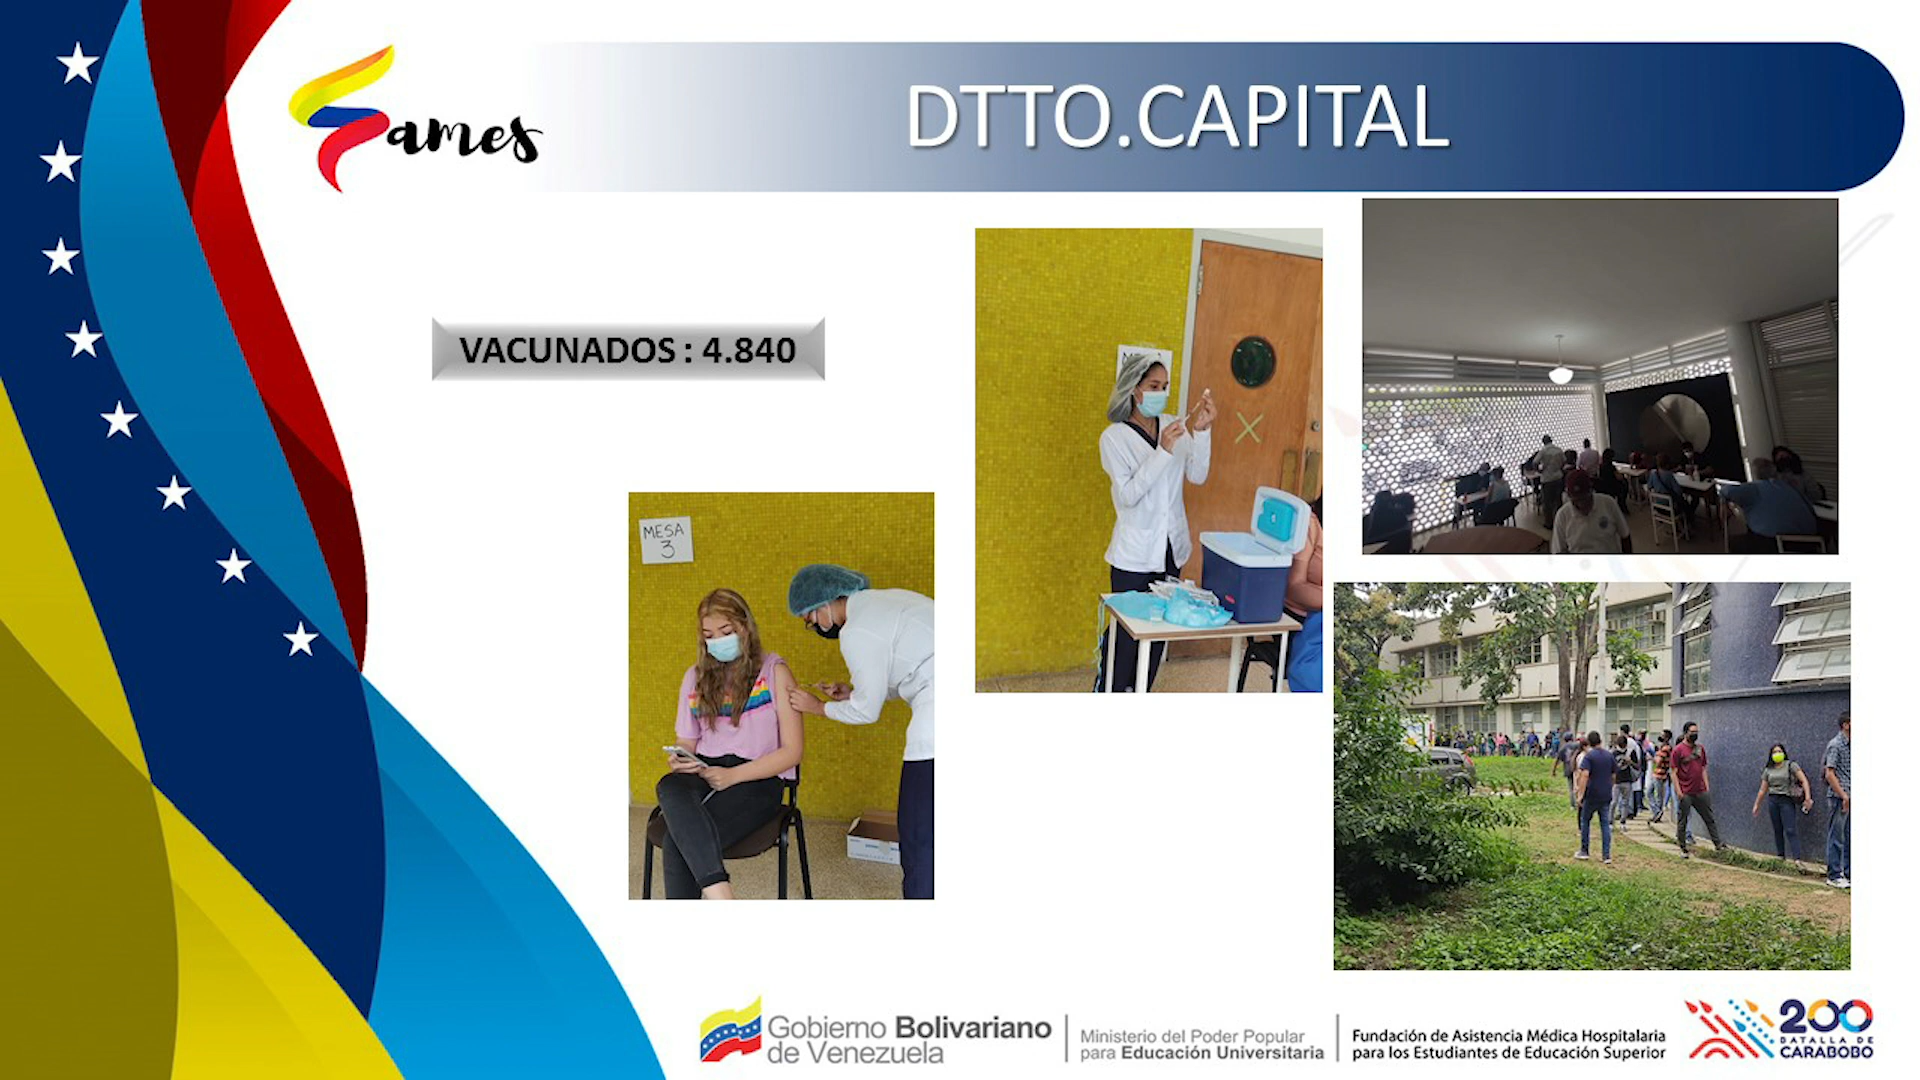 Fames
DTTO.CAPITAL
VACUNADOS : 4.840
MESA
3
Gobierno Bolivariano
de Venezuela
Ministerio del Poder Popular
para Educación Universitaria
Fundación de Asistencia Médica Hospitalaria
para los Estudiantes de Educación Superior
200
BATALLA DE
CARABOBO